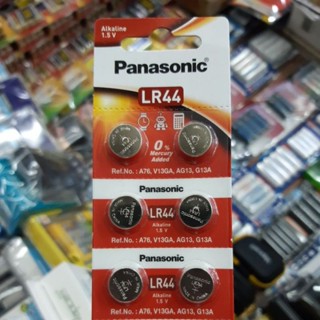 Alkaline
1.5 V
Panasonic
LR44
0%
Mercury
Added
Ref.No.: A76, V13GA, AG13, G13A
Panasonic
LR44
Alkaline
1.5 V
Ref.No.: A76, V13GA, AG13, G13A
Panasonic
LR44
Alkaline
1.5 V
Ref.No.: A76, V13GA, AG13, G13A